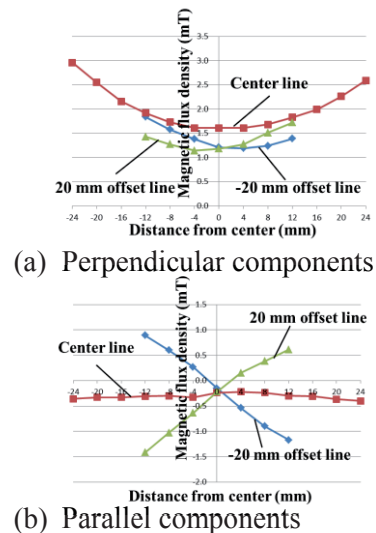 Magnetic flux density (mT)
3.5
3.0
2.5
2.0
1.5
1.0
0.5
0.0
Center line
20 mm offset line
-20 mm offset line
-24 -20 -16 -12 -8 -4 0 4 8 12 16 20 24
Distance from center (mm)
(a) Perpendicular components
Magnetic flux density (mT)
1.5
1.0
0.5
0.0
-0.5
-1.0
-1.5
-2.0
20 mm offset line
Center line
-24 -20 -16 -12 -8 -4 0 4 8 12 16 20 24
-20 mm offset line
Distance from center (mm)
(b) Parallel components